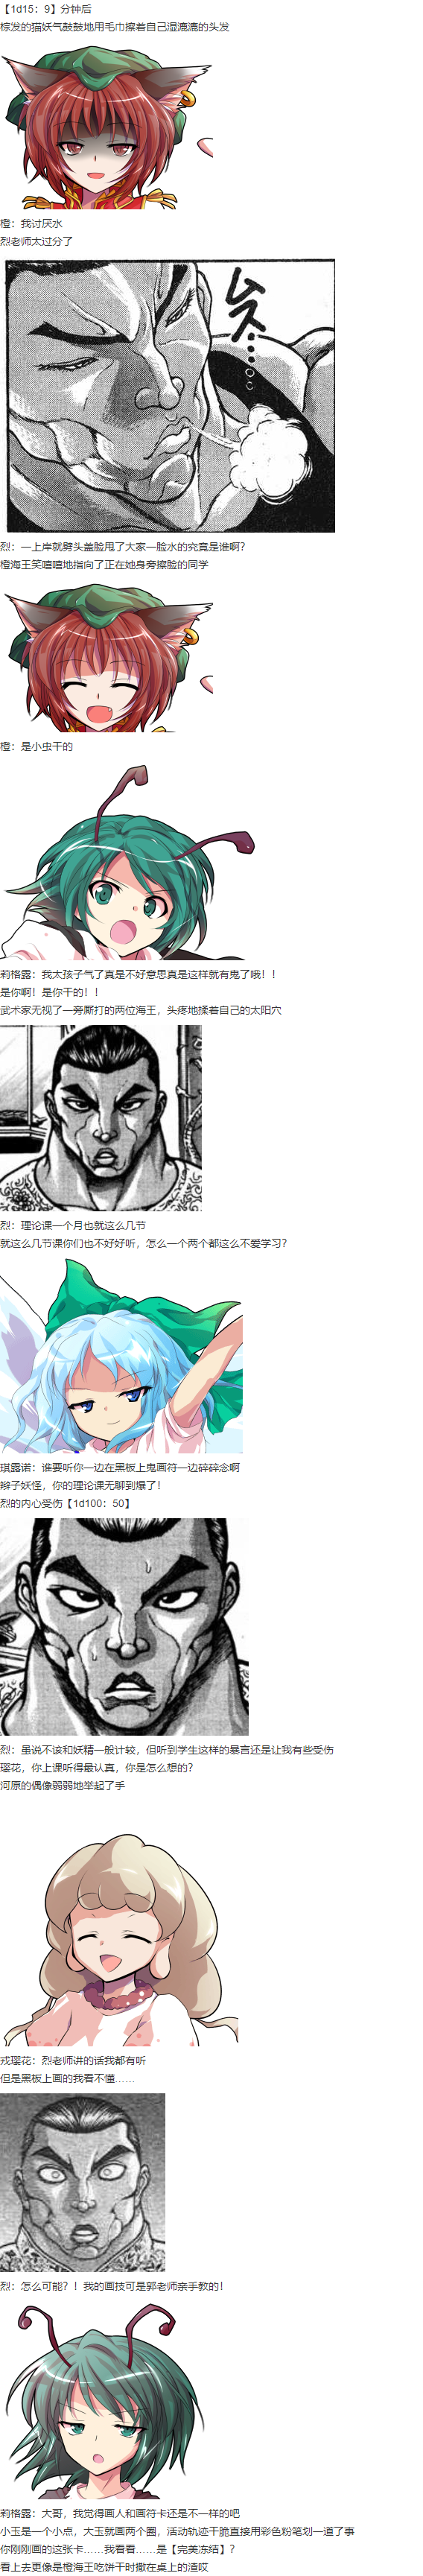 【1d15：9】分钟后
棕发的猫妖气鼓鼓地用毛巾擦着自己湿漉漉的头发
橙：我讨厌水
烈老师太过分了
ムス……
烈：一上岸就劈头盖脸甩了大家一脸水的究竟是谁啊？
橙海王笑嘻嘻地指向了正在她身旁擦脸的同学
橙：是小虫干的
莉格露：我太孩子气了真是不好意思真是这样就有鬼了哦！！
是你啊！是你干的！！
武术家无视了一旁厮打的两位海王，头疼地揉着自己的太阳穴
烈：理论课一个月也就这么几节
就这么几节课你们也不好好听，怎么一个两个都这么不爱学习？
琪露诺：谁要听你一边在黑板上鬼画符一边碎碎念啊
辫子妖怪，你的理论课无聊到爆了！
烈的内心受伤【1d100：50】
烈：虽说不该和妖精一般计较，但听到学生这样的暴言还是让我有些受伤
璎花，你上课听得最认真，你是怎么想的？
河原的偶像弱弱地举起了手
戎璎花：烈老师讲的话我都有听
但是黑板上画的我看不懂……
烈：怎么可能？！我的画技可是郭老师亲手教的！
莉格露：大哥，我觉得画人和画符卡还是不一样的吧
小玉是一个小点，大玉就画两个圈，活动轨迹干脆直接用彩色粉笔划一道了事
你刚刚画的这张卡……我看看……是【完美冻结】？
看上去更像是橙海王吃饼干时撒在桌上的渣哎